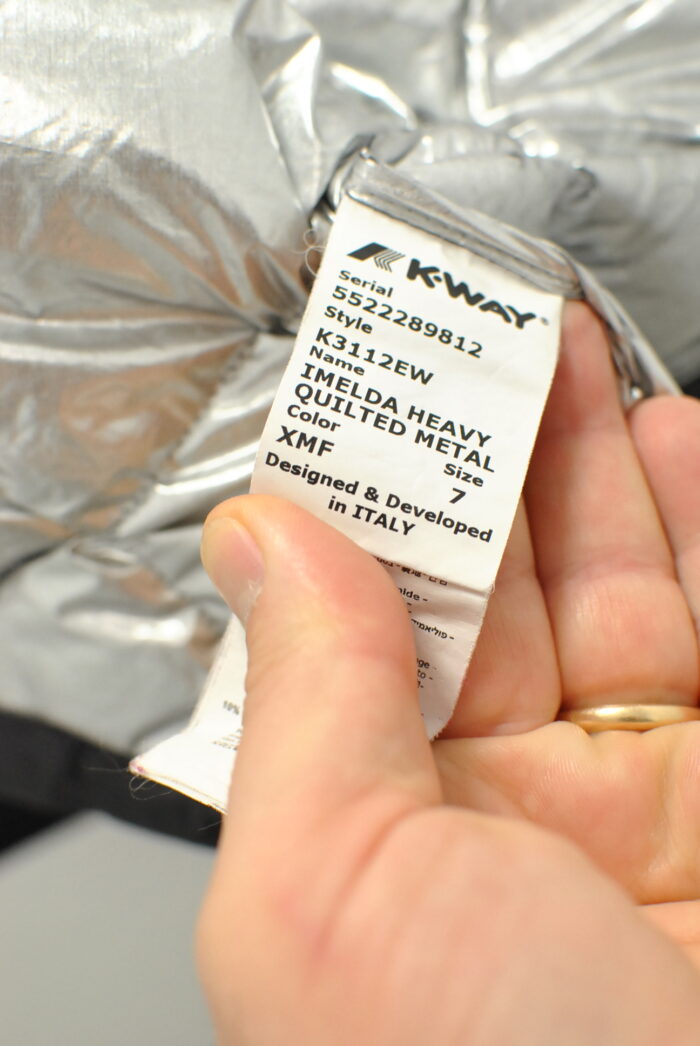 K-WAY®
Serial
5522289812
Style
K3112EW
Name
IMELDA HEAVY
QUILTED METAL
Color
Size
XMF
7
Designed & Developed
in ITALY